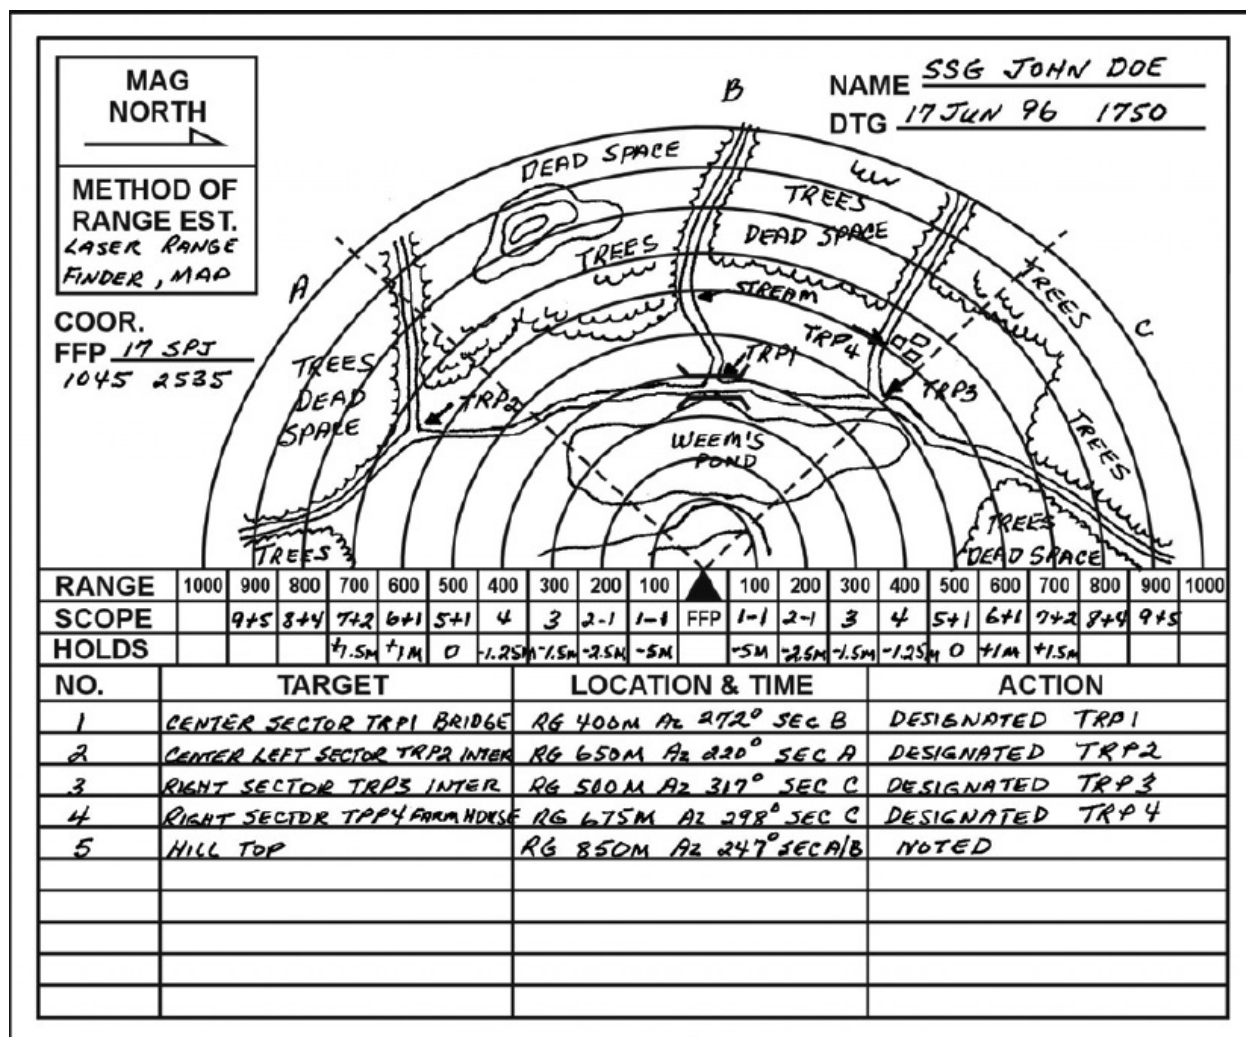 MAG
NORTH
METHOD OF
RANGE EST.
LASER RANGE
FINDER, MAP
COOR.
FFP 17 SPJ
1045 2535
NAME SSG JOHN DOE
DTG 17 JUN 96 1750
A
B
C
DEAD SPACE
TREES
TREES
DEAD SPACE
TREES
STREAM
TREES
DEAD
SPACE
TRP2
TRP1
TRP4
TRP3
WEEM'S
POND
TREES
TREES
TREES
DEAD SPACE
RANGE 1000 900 800 700 600 500 400 300 200 100 100 200 300 400 500 600 700 800 900 1000
SCOPE 9+5 8+4 7+2 6+1 5+1 4 3 2-1 1-1 FFP 1-1 2-1 3 4 5+1 6+1 7+2 8+4 9+5
HOLDS +1.5M +1M 0 -1.25M -1.5M -2.5M -5M -5M -2.5M -1.5M -1.25M 0 +1M +1.5M
NO. TARGET LOCATION & TIME ACTION
1 CENTER SECTOR TRP1 BRIDGE RG 400M AZ 272° SEC B DESIGNATED TRP1
2 CENTER LEFT SECTOR TRP2 INTER RG 650M AZ 220° SEC A DESIGNATED TRP2
3 RIGHT SECTOR TRP3 INTER RG 500M AZ 317° SEC C DESIGNATED TRP3
4 RIGHT SECTOR TPP4 FARM HOUSE RG 675M AZ 298° SEC C DESIGNATED TRP4
5 HILL TOP RG 850M AZ 247° SEC A/B NOTED